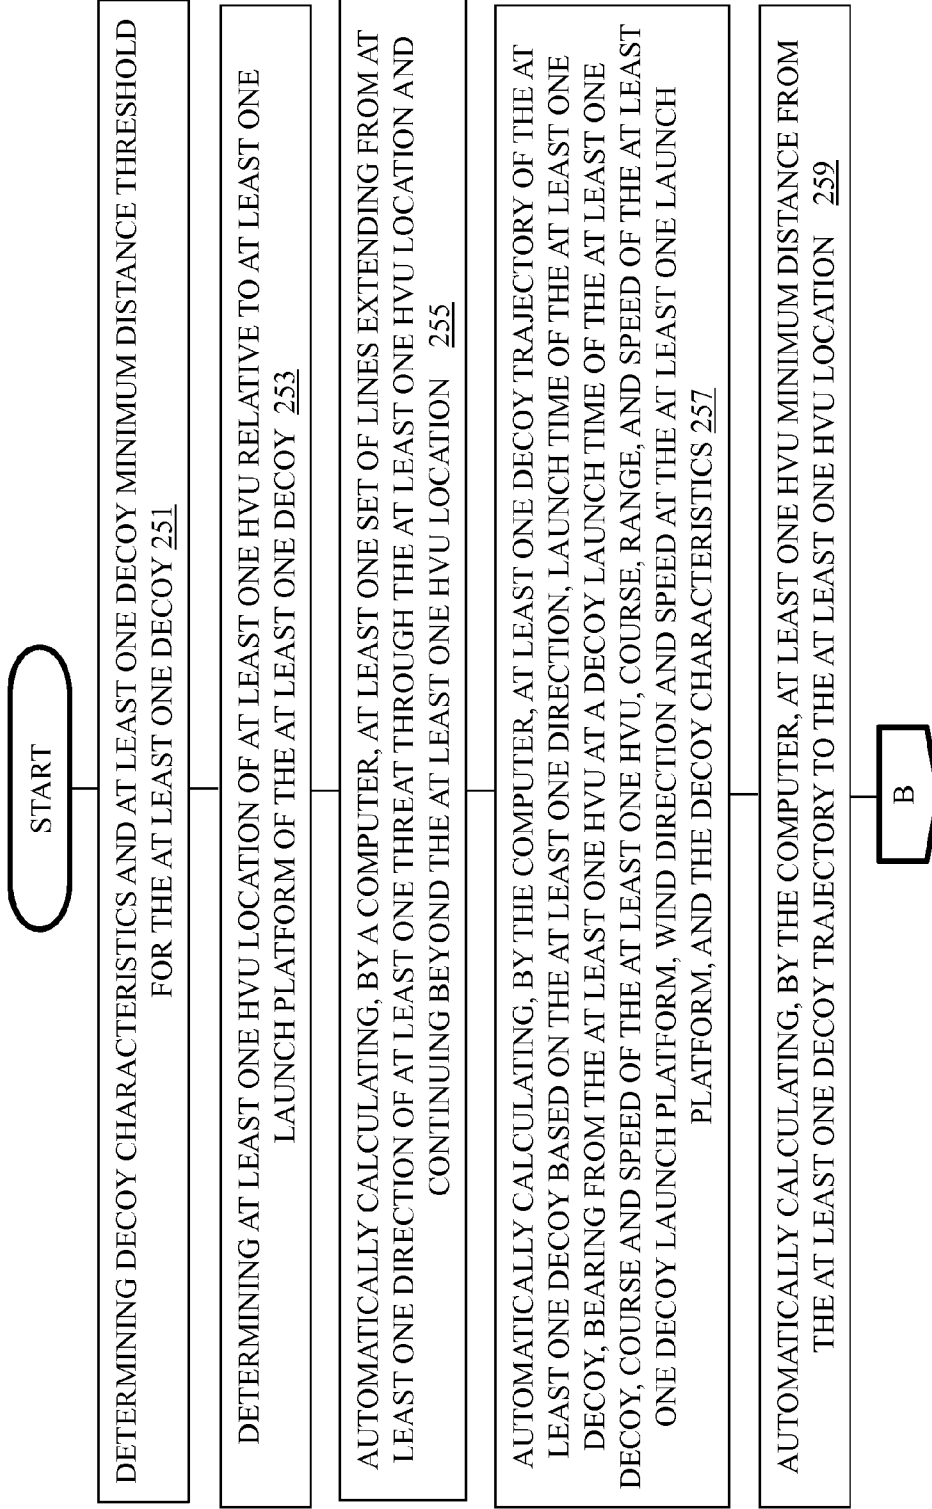 START
DETERMINING DECOY CHARACTERISTICS AND AT LEAST ONE DECOY MINIMUM DISTANCE THRESHOLD
FOR THE AT LEAST ONE DECOY 251
DETERMINING AT LEAST ONE HVU LOCATION OF AT LEAST ONE HVU RELATIVE TO AT LEAST ONE
LAUNCH PLATFORM OF THE AT LEAST ONE DECOY 253
AUTOMATICALLY CALCULATING, BY A COMPUTER, AT LEAST ONE SET OF LINES EXTENDING FROM AT
LEAST ONE DIRECTION OF AT LEAST ONE THREAT THROUGH THE AT LEAST ONE HVU LOCATION AND
CONTINUING BEYOND THE AT LEAST ONE HVU LOCATION 255
AUTOMATICALLY CALCULATING, BY THE COMPUTER, AT LEAST ONE DECOY TRAJECTORY OF THE AT
LEAST ONE DECOY BASED ON THE AT LEAST ONE DIRECTION, LAUNCH TIME OF THE AT LEAST ONE
DECOY, BEARING FROM THE AT LEAST ONE HVU AT A DECOY LAUNCH TIME OF THE AT LEAST ONE
DECOY, COURSE AND SPEED OF THE AT LEAST ONE HVU, COURSE, RANGE, AND SPEED OF THE AT LEAST
ONE DECOY LAUNCH PLATFORM, WIND DIRECTION AND SPEED AT THE AT LEAST ONE LAUNCH
PLATFORM, AND THE DECOY CHARACTERISTICS 257
AUTOMATICALLY CALCULATING, BY THE COMPUTER, AT LEAST ONE HVU MINIMUM DISTANCE FROM
THE AT LEAST ONE DECOY TRAJECTORY TO THE AT LEAST ONE HVU LOCATION 259
B